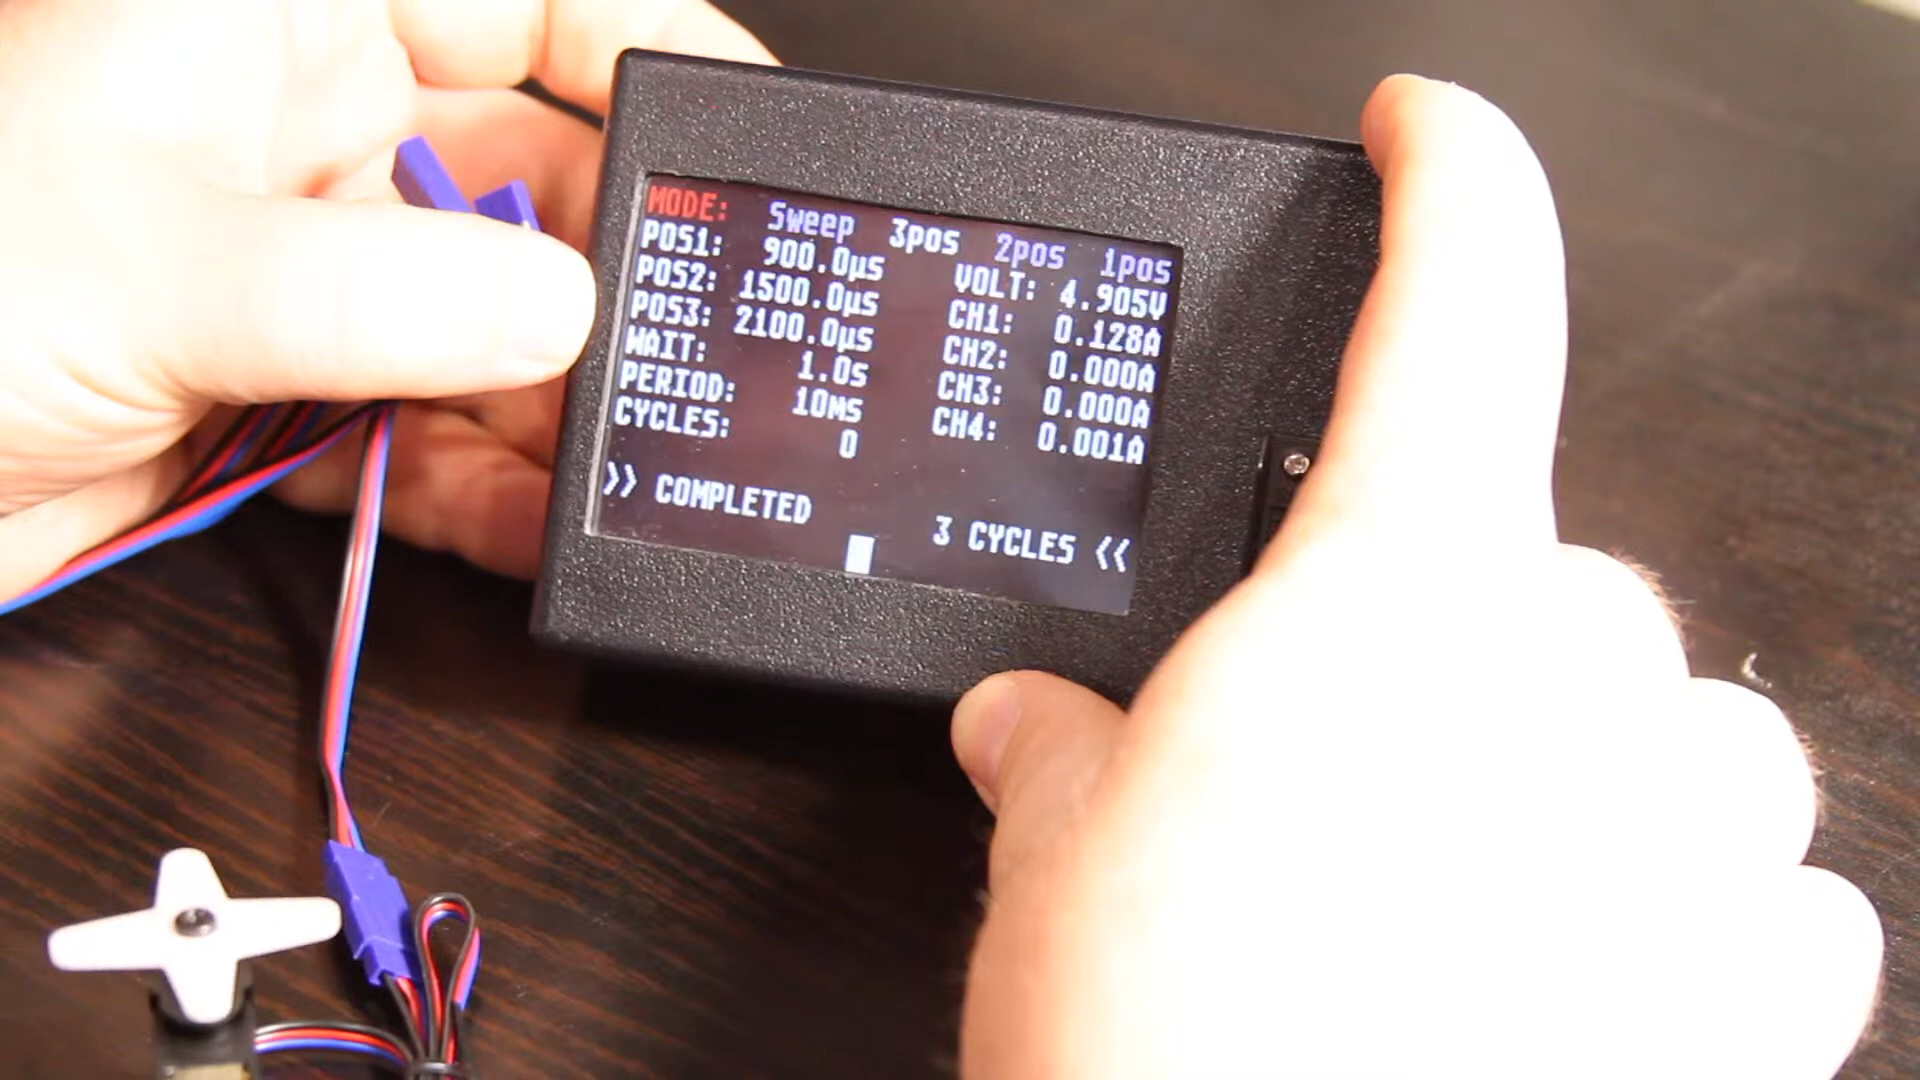 MODE: Sweep 3pos 2pos 1pos
POS1: 900.0µs VOLT: 4.905V
POS2: 1500.0µs CH1: 0.128A
POS3: 2100.0µs CH2: 0.000A
WAIT: 1.0s CH3: 0.000A
PERIOD: 10ms CH4: 0.001A
CYCLES: 0
>> COMPLETED 3 CYCLES <<